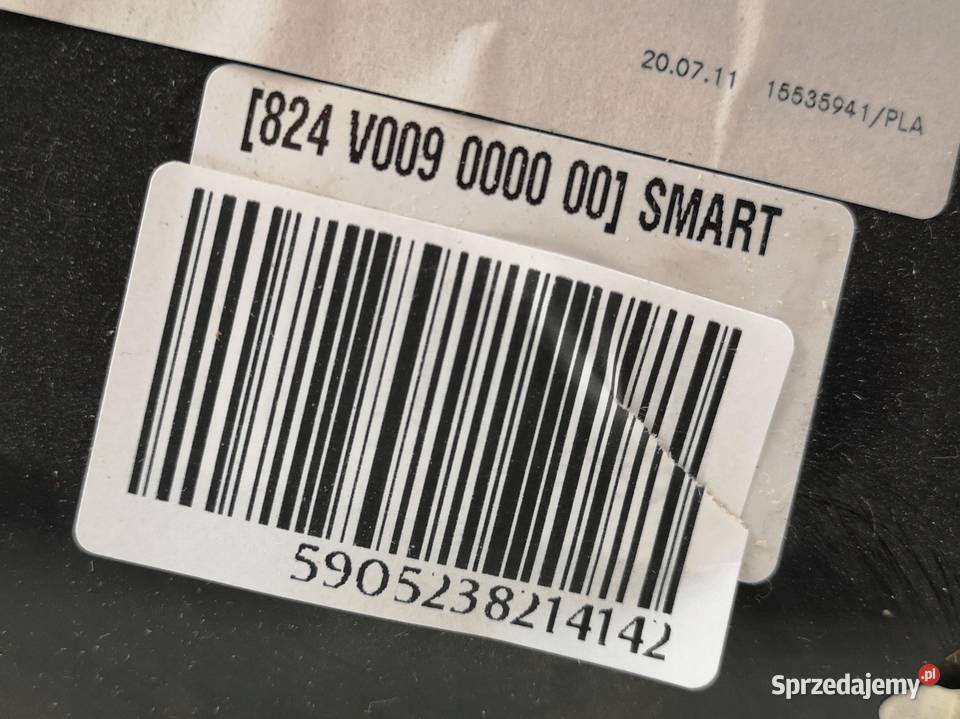 20.07.11 15535941/PLA
[824 V009 0000 00] SMART
5905238214142
Sprzedajemy.pl